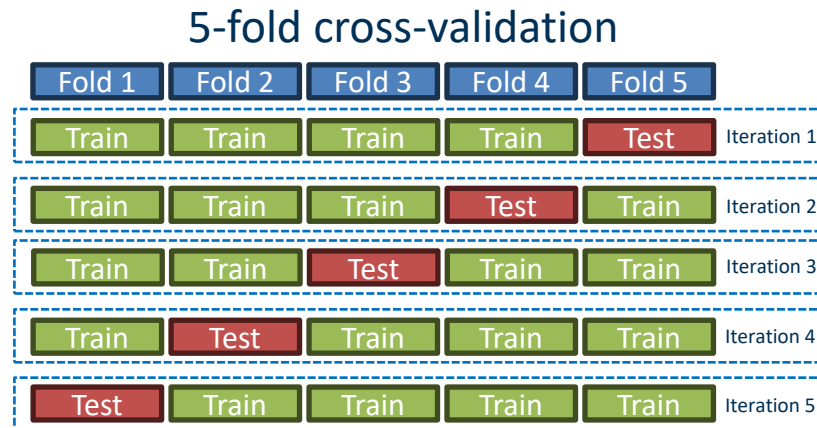 5-fold cross-validation
Fold 1 Fold 2 Fold 3 Fold 4 Fold 5
Train Train Train Train Test Iteration 1
Train Train Train Test Train Iteration 2
Train Train Test Train Train Iteration 3
Train Test Train Train Train Iteration 4
Test Train Train Train Train Iteration 5